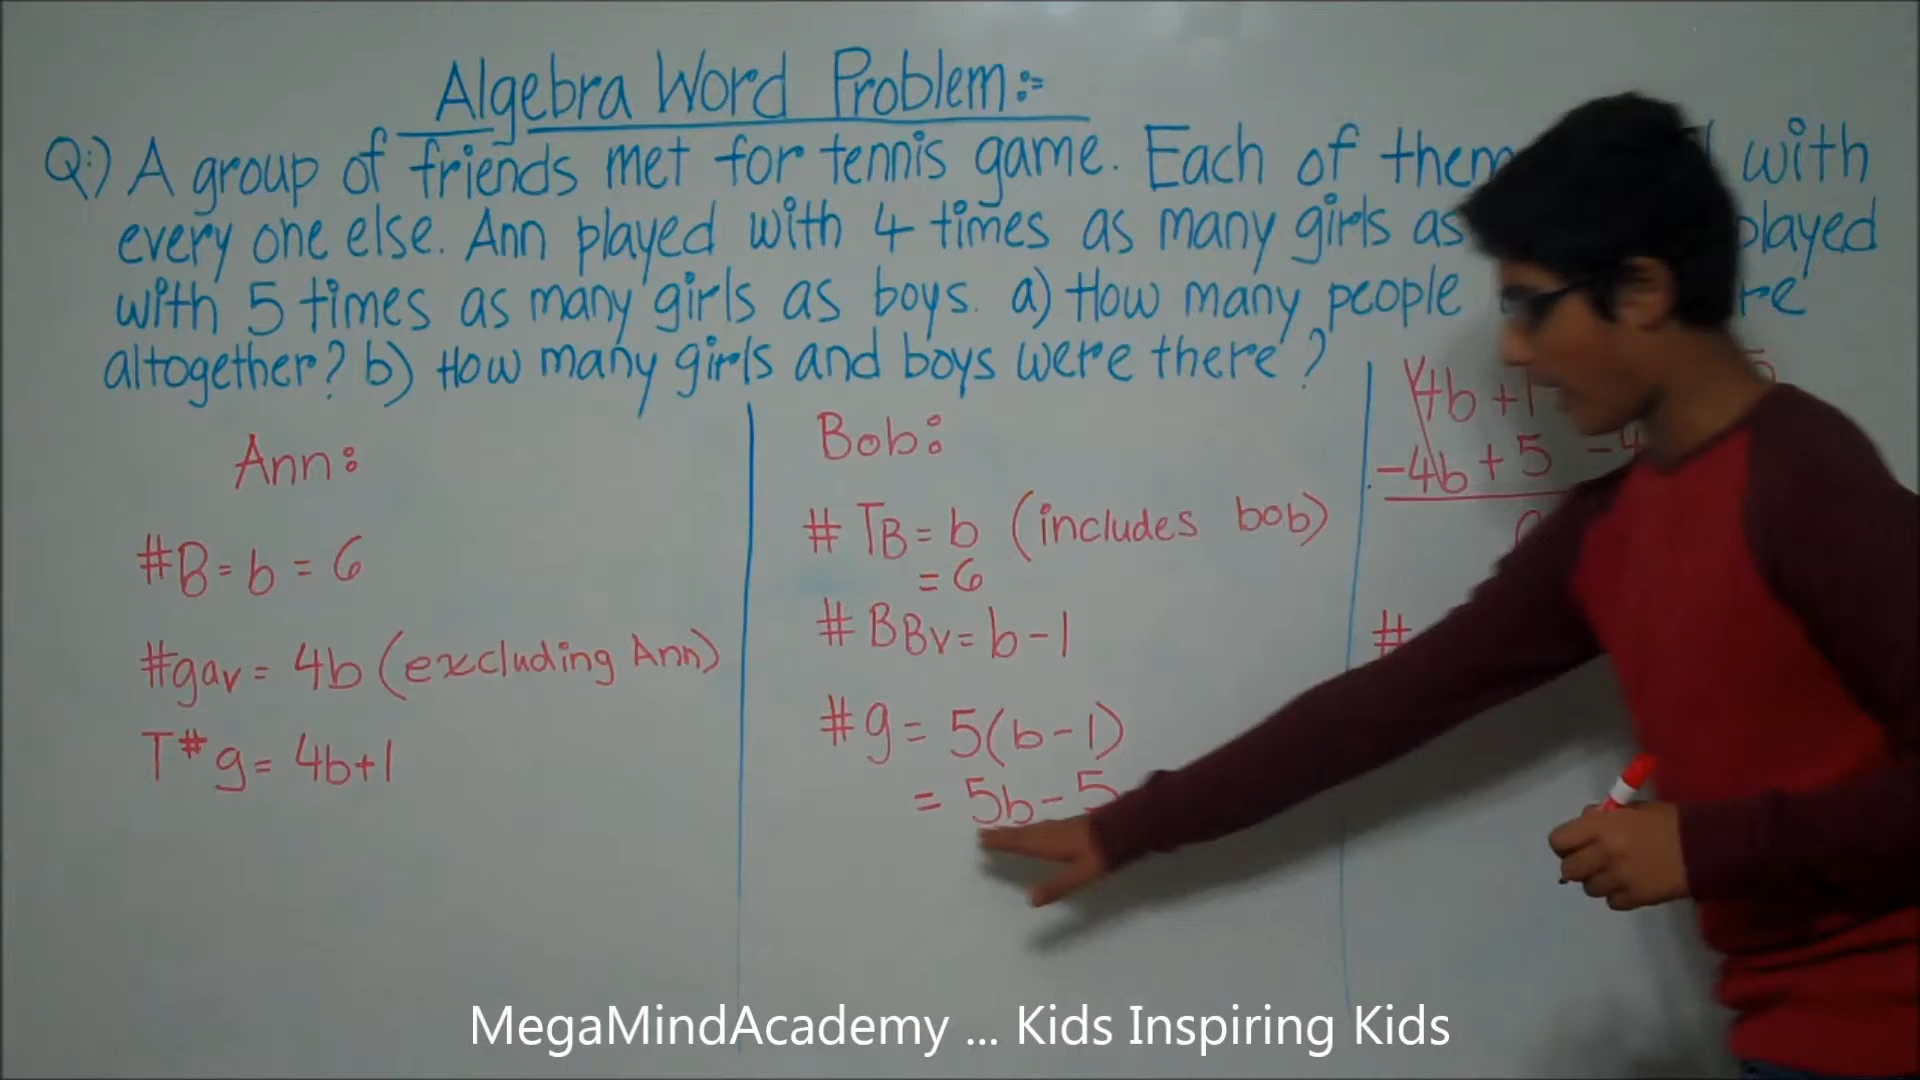 Algebra Word Problem:-
Q:) A group of friends met for tennis game. Each of them with
every one else. Ann played with 4 times as many girls as played
with 5 times as many girls as boys. a) How many people re
altogether? b) How many girls and boys were there?
Ann:
#B = b = 6
#gav = 4b (excluding Ann)
T# g = 4b+1
Bob:
# TB = b (includes bob)
= 6
# BBV = b - 1
# g = 5(b-1)
= 5b - 5
4b + 1 5
-4b + 5 - 4
#
MegaMindAcademy ... Kids Inspiring Kids